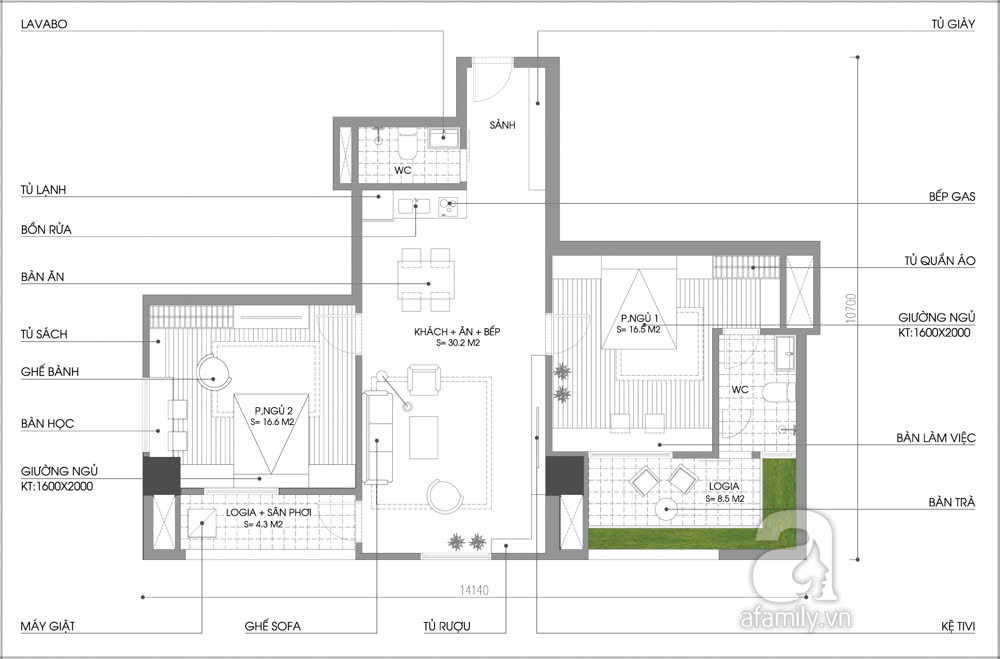 LAVABO
TỦ GIÀY
SẢNH
WC
TỦ LẠNH
BẾP GAS
BỒN RỬA
TỦ QUẦN ÁO
BÀN ĂN
10700
P.NGỦ 1
S= 16.5 M2
GIƯỜNG NGỦ
KT:1600X2000
KHÁCH + ĂN + BẾP
S= 30.2 M2
TỦ SÁCH
GHẾ BÀNH
WC
P.NGỦ 2
S= 16.6 M2
BÀN HỌC
BÀN LÀM VIỆC
GIƯỜNG NGỦ
KT:1600X2000
LOGIA
S= 8.5 M2
BÀN TRÀ
LOGIA + SÂN PHƠI
S= 4.3 M2
14140
a
afamily.vn
MÁY GIẶT
GHẾ SOFA
TỦ RƯỢU
KỆ TIVI